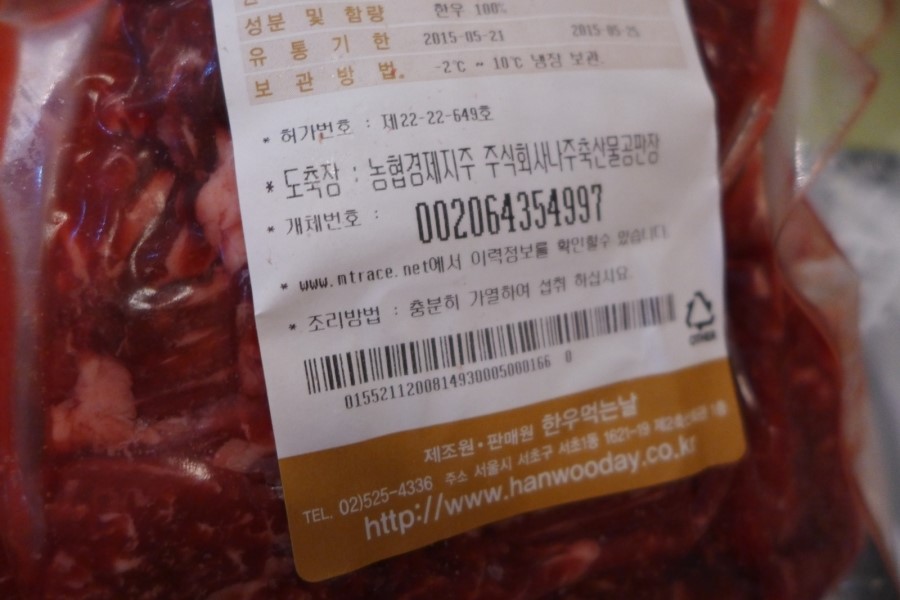 성분 및 함량 한우 100%
유통기한 2015-05-21 2015-05-25
보관방법. -2℃ ~ 10℃ 냉장 보관
* 허가번호 : 제22-22-649호
* 도축장 : 농협경제지주 주식회사나주축산물공판장
* 개체번호 : 002064354997
* www.mtrace.net에서 이력정보를 확인할수 있습니다.
* 조리방법 : 충분히 가열하여 섭취 하십시요.
0155211200814930005000166 0
OTHER
제조원·판매원 한우먹는날
TEL. 02)525-4336 주소 서울시 서초구 서초1동 1621-19 1층
http://www.hanwooday.co.kr